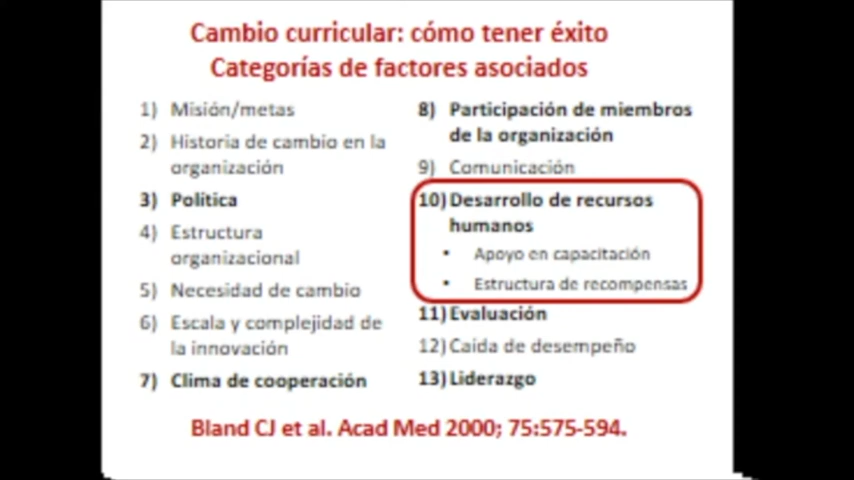 Cambio curricular: cómo tener éxito
Categorías de factores asociados
1) Misión/metas
2) Historia de cambio en la
organización
3) Política
4) Estructura
organizacional
5) Necesidad de cambio
6) Escala y complejidad de
la innovación
7) Clima de cooperación
8) Participación de miembros
de la organización
9) Comunicación
10) Desarrollo de recursos
humanos
• Apoyo en capacitación
• Estructura de recompensas
11) Evaluación
12) Caída de desempeño
13) Liderazgo
Bland CJ et al. Acad Med 2000; 75:575-594.